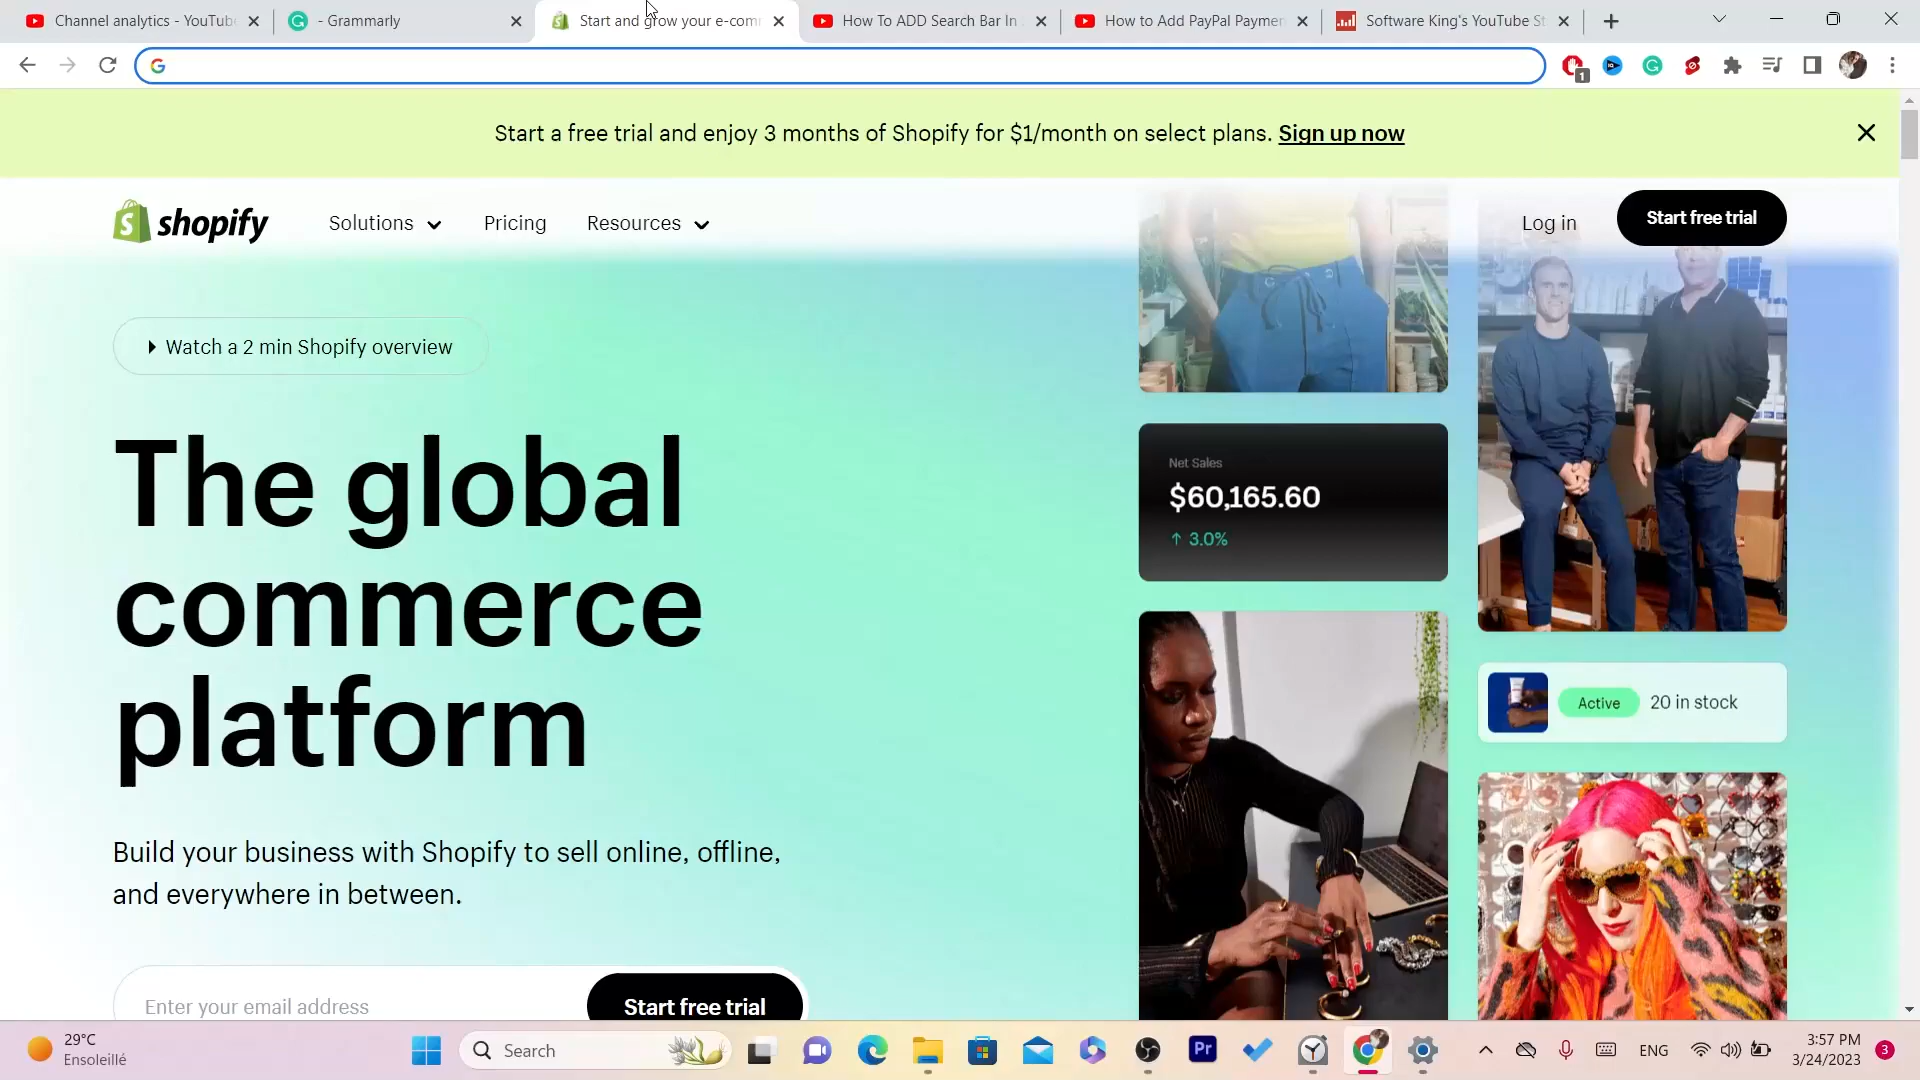 Channel analytics - YouTub
- Grammarly
Start and grow your e-com
How To ADD Search Bar In
How to Add PayPal Paymen
Software King's YouTube St
1
Start a free trial and enjoy 3 months of Shopify for $1/month on select plans. Sign up now
shopify
Solutions
Pricing
Resources
Log in
Start free trial
Watch a 2 min Shopify overview
The global
commerce
platform
Build your business with Shopify to sell online, offline,
and everywhere in between.
Enter your email address
Start free trial
Net Sales
$60,165.60
↑ 3.0%
Active
20 in stock
29°C
Ensoleillé
Search
Pr
ENG
3:57 PM
3/24/2023
3